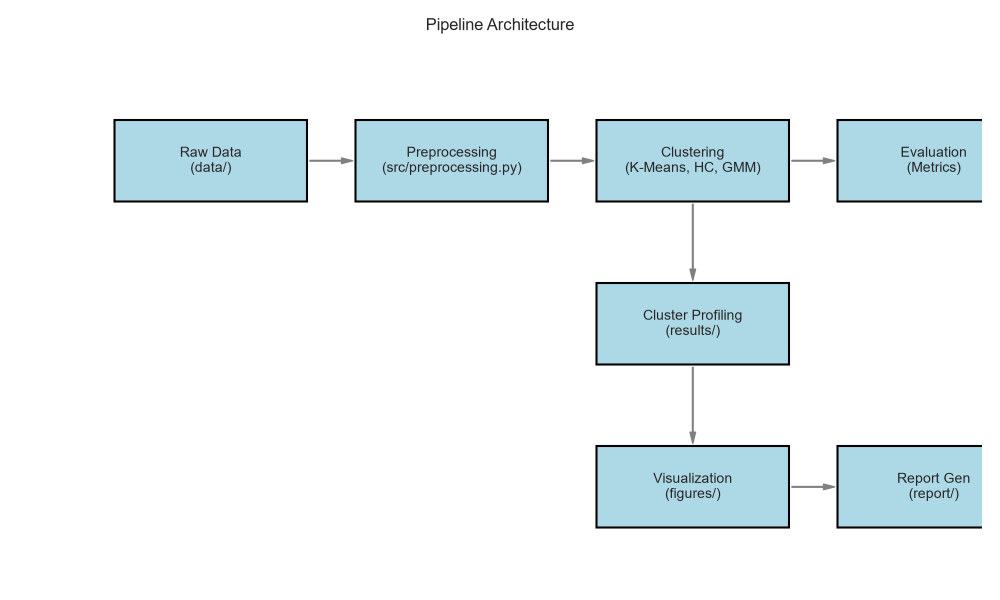 Pipeline Architecture
Raw Data
(data/)
Preprocessing
(src/preprocessing.py)
Clustering
(K-Means, HC, GMM)
Evaluation
(Metrics)
Cluster Profiling
(results/)
Visualization
(figures/)
Report Gen
(report/)